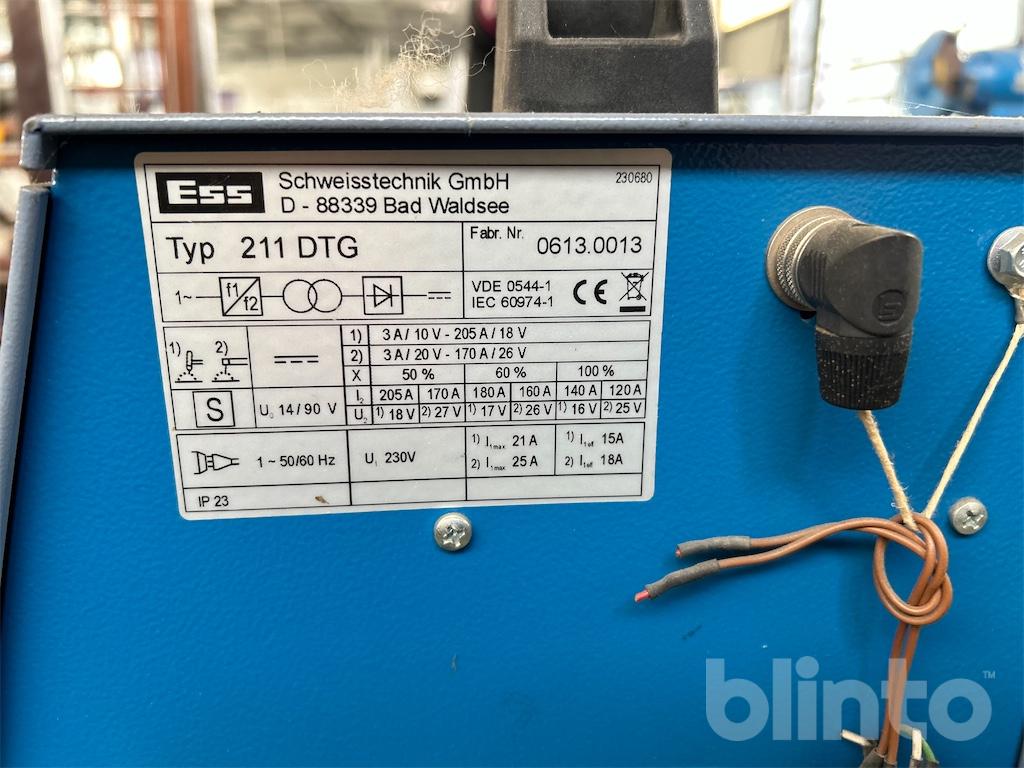 ESS Schweisstechnik GmbH 230680
D - 88339 Bad Waldsee
Typ 211 DTG Fabr. Nr. 0613.0013
1~ f1 f2 VDE 0544-1 CE
IEC 60974-1
1) 3 A / 10 V - 205 A / 18 V
1) 2) 2) 3 A / 20 V - 170 A / 26 V
X 50 % 60 % 100 %
S U₀ 14 / 90 V I₂ 205 A 170 A 180 A 160 A 140 A 120 A
U₂ 1) 18 V 2) 27 V 1) 17 V 2) 26 V 1) 16 V 2) 25 V
1 ~ 50/60 Hz U₁ 230V 1) I₁max 21 A 1) I₁eff 15A
2) I₁max 25 A 2) I₁eff 18A
IP 23
S
blinto™